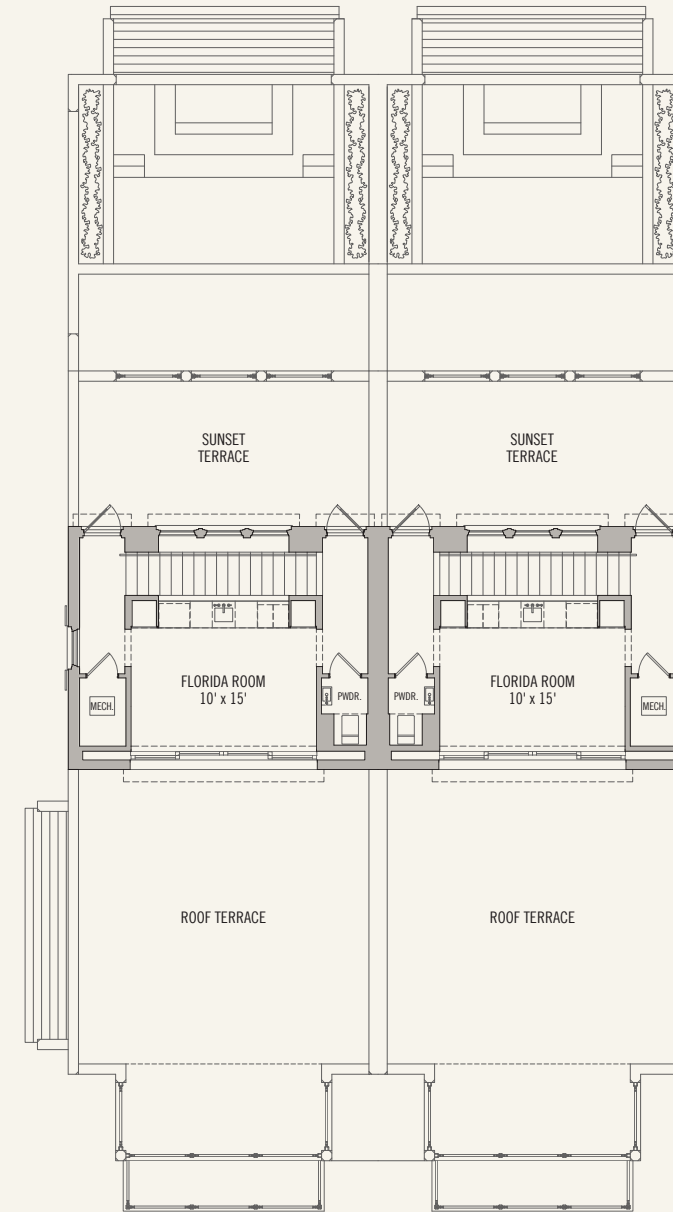 SUNSET
TERRACE
SUNSET
TERRACE
FLORIDA ROOM
10' x 15'
MECH.
PWDR.
PWDR.
FLORIDA ROOM
10' x 15'
MECH.
ROOF TERRACE
ROOF TERRACE